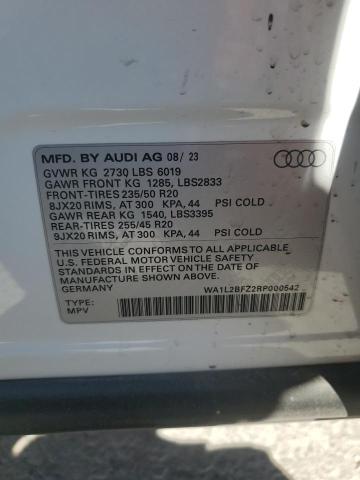 MFD. BY AUDI AG 08/ 23
GVWR KG 2730 LBS 6019
GAWR FRONT KG 1285, LBS2833
FRONT-TIRES 235/50 R20
8JX20 RIMS, AT 300 KPA, 44 PSI COLD
GAWR REAR KG 1540, LBS3395
REAR-TIRES 255/45 R20
9JX20 RIMS, AT 300 KPA, 44 PSI COLD
THIS VEHICLE CONFORMS TO ALL APPLICABLE
U.S. FEDERAL MOTOR VEHICLE
SAFETY STANDARDS IN EFFECT ON THE DATE OF
MANUFACTURE SHOWN ABOVE.
GERMANY
WA1L2BFZ2RP000542
TYPE:
MPV